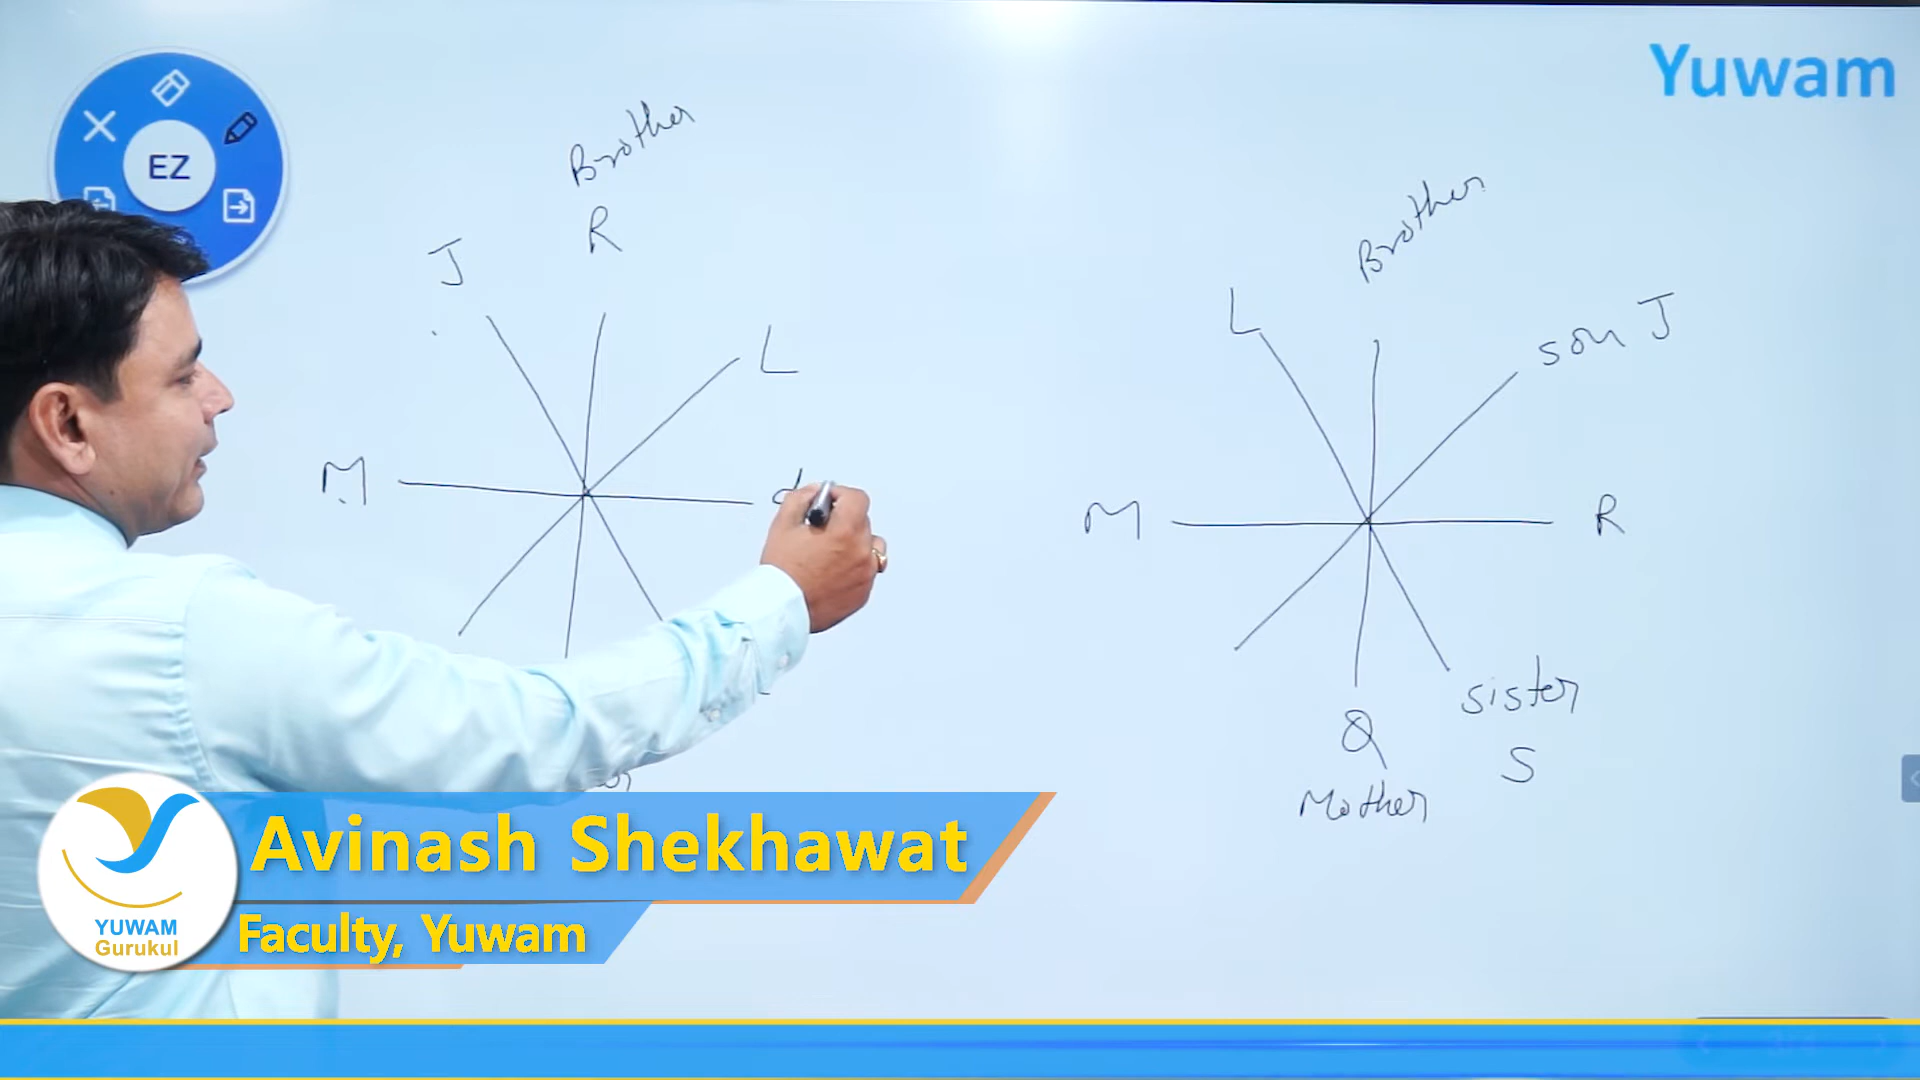 Yuwam
EZ
Brother
R
J
L
M
Brother
L
son J
M
R
Q
Mother
sister
S
Avinash Shekhawat
Faculty, Yuwam
YUWAM
Gurukul